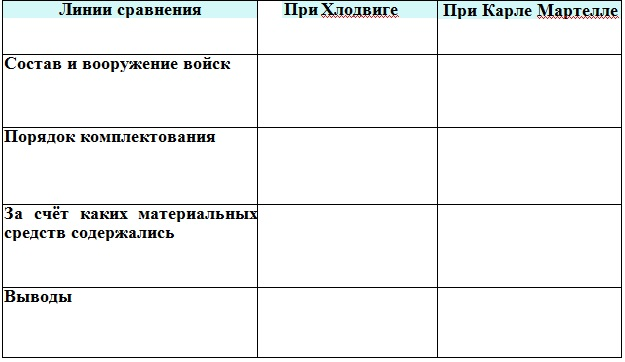 Линии сравнения
При Хлодвиге
При Карле Мартелле
Состав и вооружение войск
Порядок комплектования
За счёт каких материальных
средств содержались
Выводы